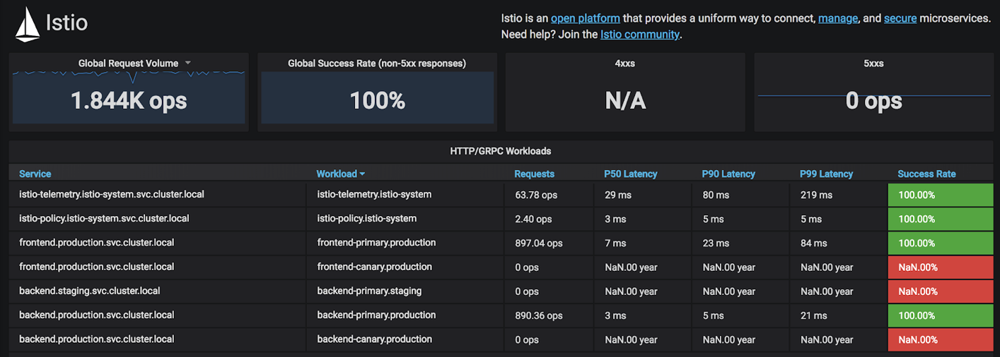 Istio
Istio is an open platform that provides a uniform way to connect, manage, and secure microservices.
Need help? Join the Istio community.
Global Request Volume
1.844K ops
Global Success Rate (non-5xx responses)
100%
4xxs
N/A
5xxs
0 ops
HTTP/GRPC Workloads
Service Workload Requests P50 Latency P90 Latency P99 Latency Success Rate
istio-telemetry.istio-system.svc.cluster.local istio-telemetry.istio-system 63.78 ops 29 ms 80 ms 219 ms 100.00%
istio-policy.istio-system.svc.cluster.local istio-policy.istio-system 2.40 ops 3 ms 5 ms 5 ms 100.00%
frontend.production.svc.cluster.local frontend-primary.production 897.04 ops 7 ms 23 ms 84 ms 100.00%
frontend.production.svc.cluster.local frontend-canary.production 0 ops NaN.00 year NaN.00 year NaN.00 year NaN.00%
backend.staging.svc.cluster.local backend-primary.staging 0 ops NaN.00 year NaN.00 year NaN.00 year NaN.00%
backend.production.svc.cluster.local backend-primary.production 890.36 ops 3 ms 5 ms 21 ms 100.00%
backend.production.svc.cluster.local backend-canary.production 0 ops NaN.00 year NaN.00 year NaN.00 year NaN.00%